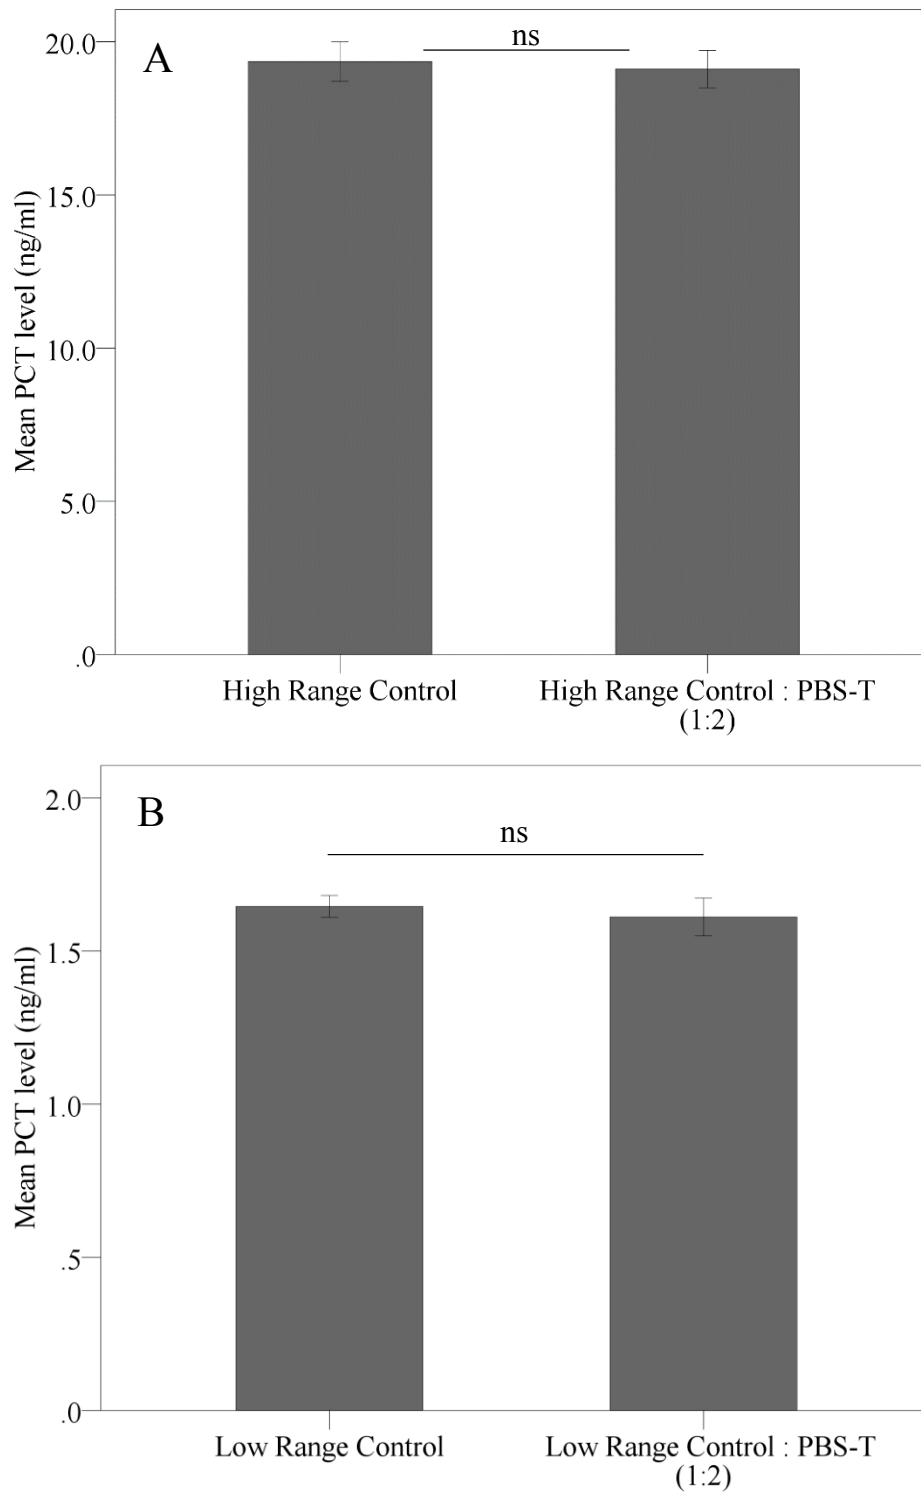 A
ns
20.0
15.0
10.0
5.0
.0
Mean PCT level (ng/ml)
High Range Control
High Range Control : PBS-T
(1:2)
B
ns
2.0
1.5
1.0
.5
.0
Mean PCT level (ng/ml)
Low Range Control
Low Range Control : PBS-T
(1:2)